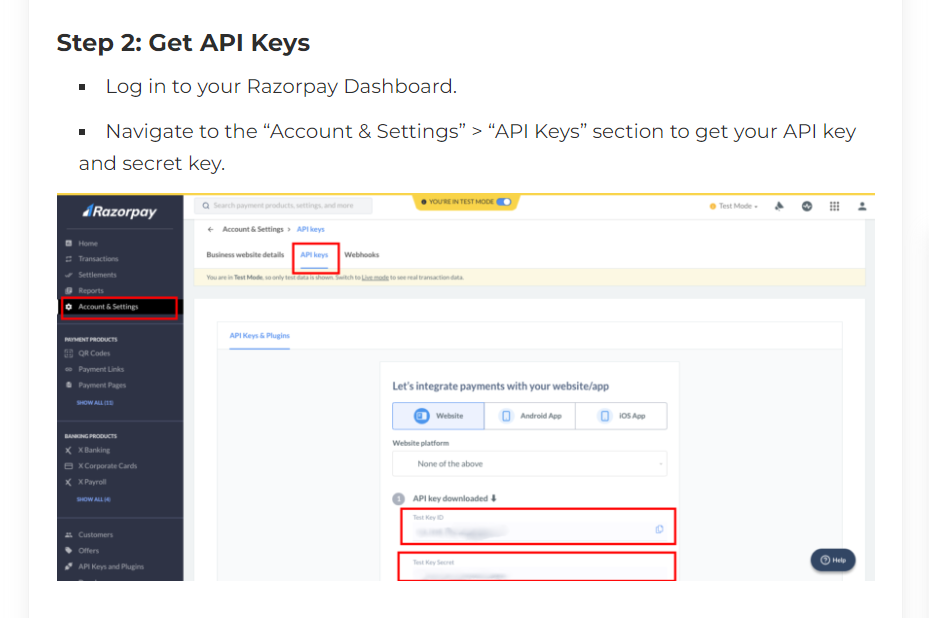 Step 2: Get API Keys
▪ Log in to your Razorpay Dashboard.
▪ Navigate to the “Account & Settings” > “API Keys” section to get your API key
and secret key.
Razorpay
Search payment products, settings, and more
YOU'RE IN TEST MODE
Test Mode
Account & Settings > API keys
Business website details
API keys
Webhooks
You are in Test Mode, so only test data is shown. Switch to Live mode to see real transaction data.
Home
Transactions
Settlements
Reports
Account & Settings
PAYMENT PRODUCTS
QR Codes
Payment Links
Payment Pages
SHOW ALL (13)
BANKING PRODUCTS
X Banking
X Corporate Cards
X Payroll
SHOW ALL (4)
Customers
Offers
API Keys and Plugins
API Keys & Plugins
Let's integrate payments with your website/app
Website
Android App
iOS App
Website platform
None of the above
1 API key downloaded
Test Key ID
Test Key Secret
Help